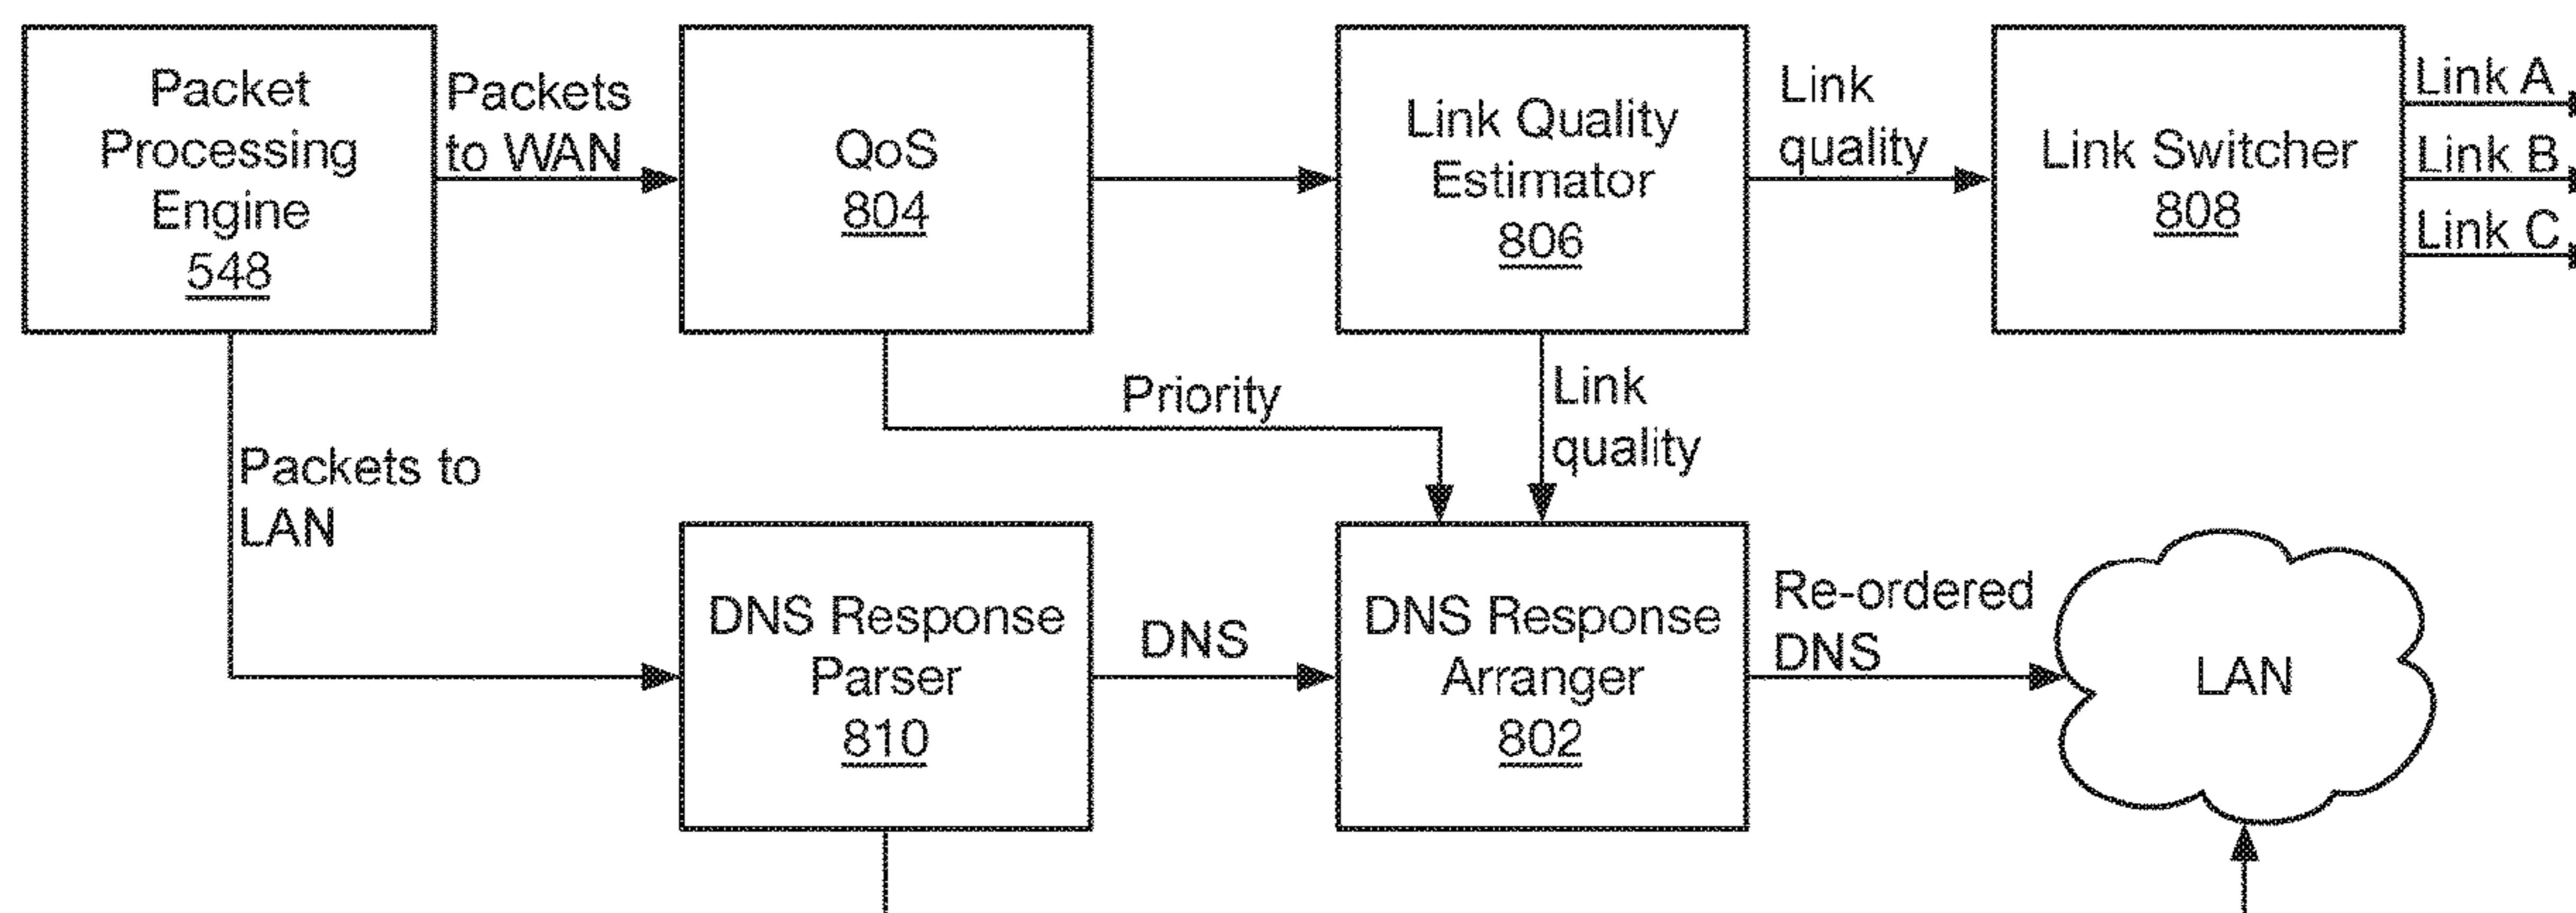 Packet
Processing
Engine
548
Packets
to WAN
QoS
804
Link Quality
Estimator
806
Link
quality
Link Switcher
808
Link A
Link B
Link C
Priority
Link
quality
Packets to
LAN
DNS Response
Parser
810
DNS
DNS Response
Arranger
802
Re-ordered
DNS
LAN